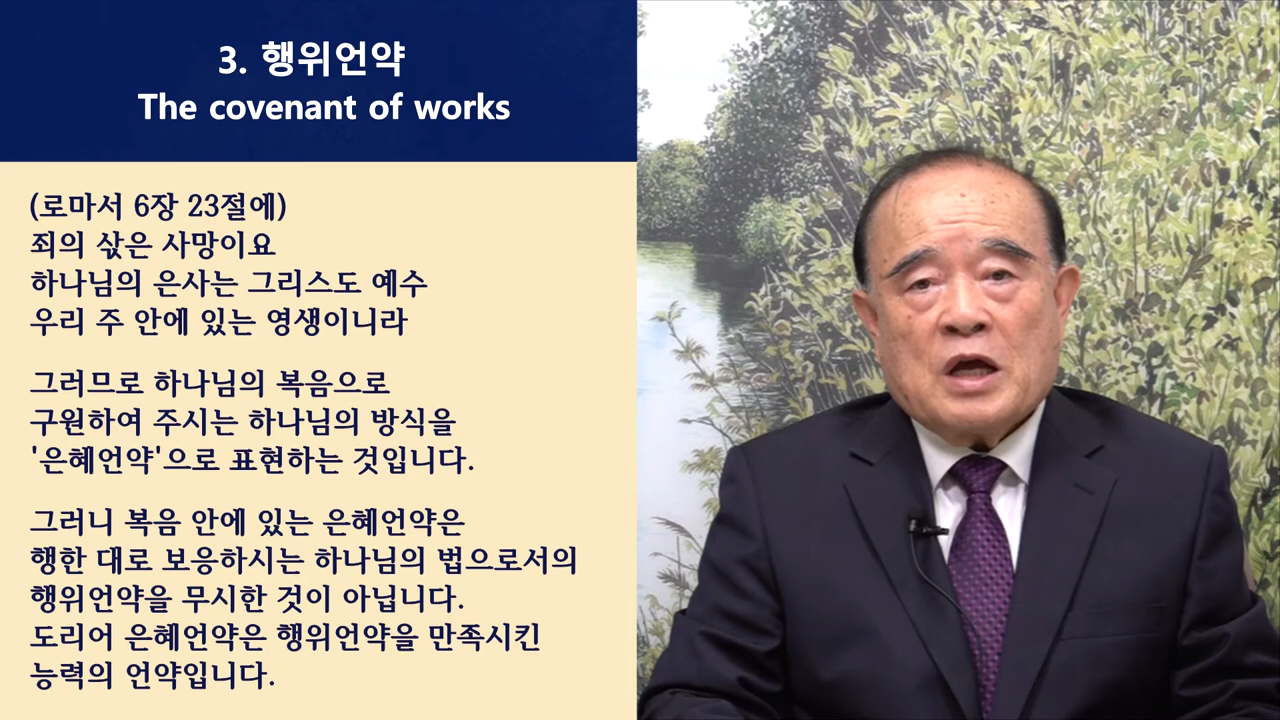 3. 행위언약
The covenant of works
(로마서 6장 23절에)
죄의 삯은 사망이요
하나님의 은사는 그리스도 예수
우리 주 안에 있는 영생이니라
그러므로 하나님의 복음으로
구원하여 주시는 하나님의 방식을
'은혜언약'으로 표현하는 것입니다.
그러니 복음 안에 있는 은혜언약은
행한 대로 보응하시는 하나님의 법으로서의
행위언약을 무시한 것이 아닙니다.
도리어 은혜언약은 행위언약을 만족시킨
능력의 언약입니다.